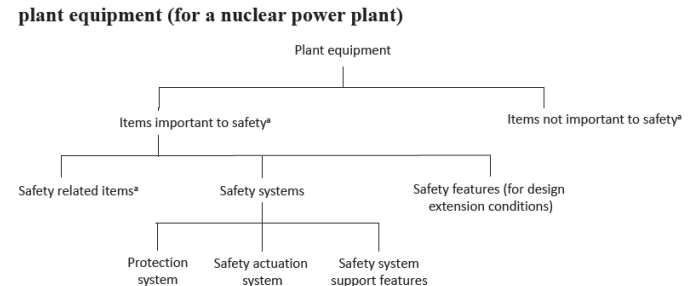 plant equipment (for a nuclear power plant)
Plant equipment
Items important to safetyᵃ
Items not important to safetyᵃ
Safety related itemsᵃ
Safety systems
Safety features (for design
extension conditions)
Protection
system
Safety actuation
system
Safety system
support features